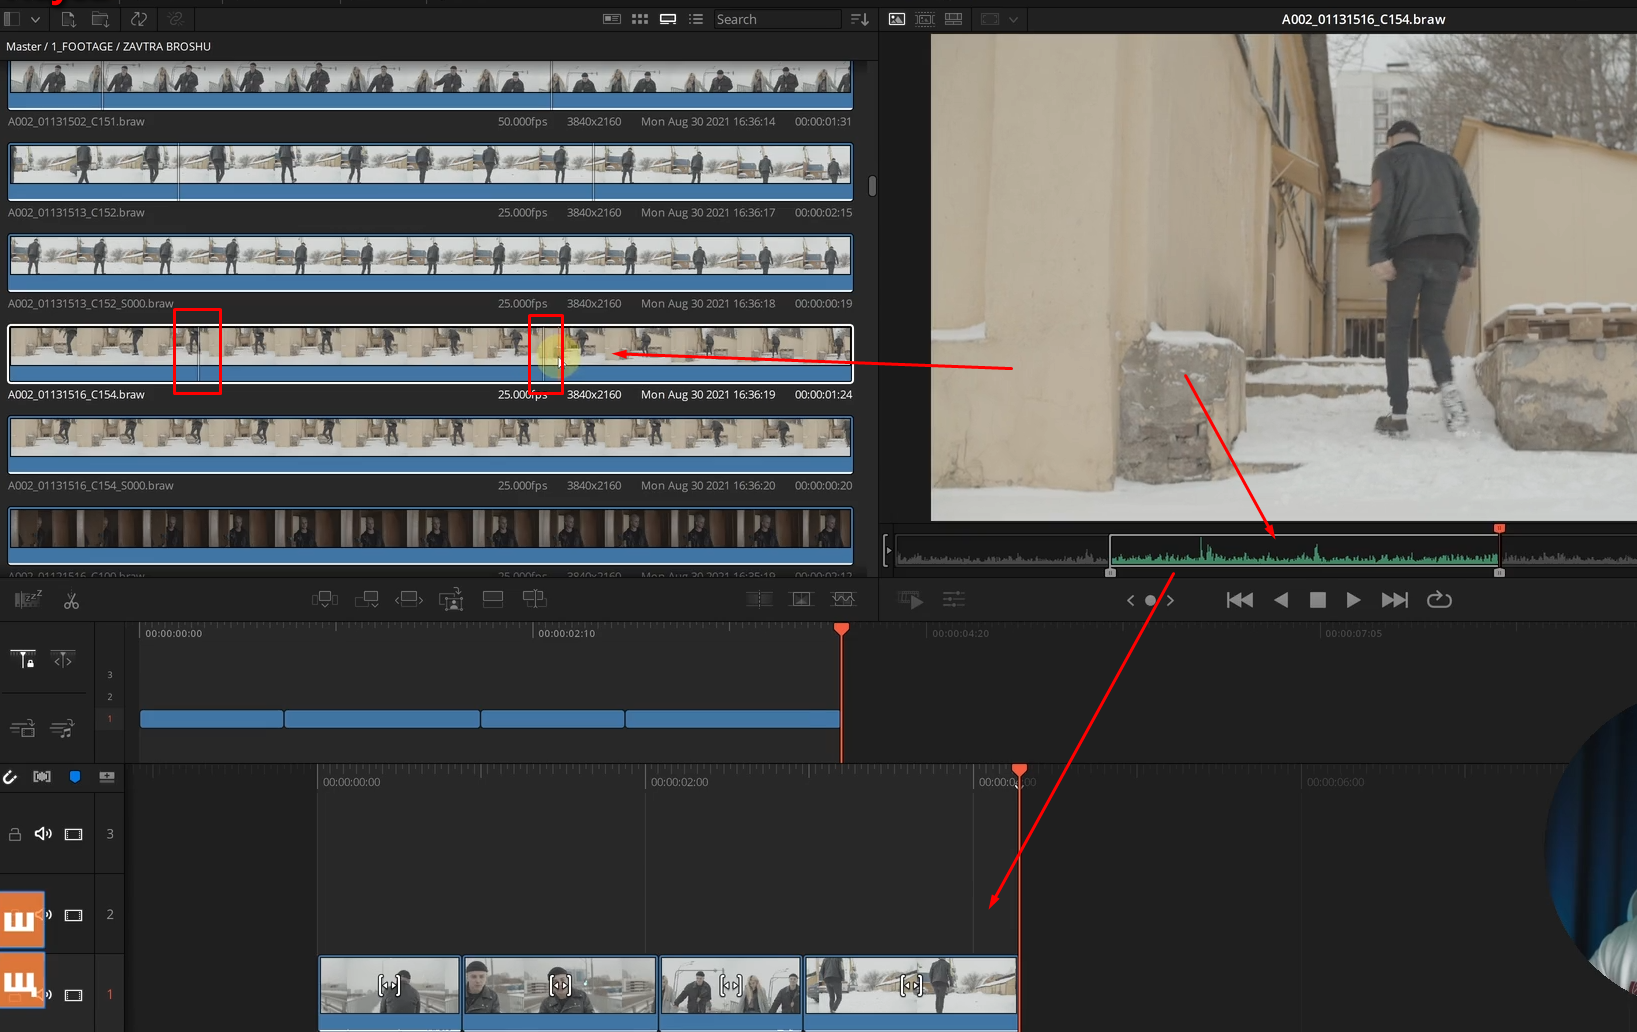 Search
A002_01131516_C154.braw
Master / 1_FOOTAGE / ZAVTRA BROSHU
A002_01131502_C151.braw 50.000fps 3840x2160 Mon Aug 30 2021 16:36:14 00:00:01:31
A002_01131513_C152.braw 25.000fps 3840x2160 Mon Aug 30 2021 16:36:17 00:00:02:15
A002_01131513_C152_S000.braw 25.000fps 3840x2160 Mon Aug 30 2021 16:36:18 00:00:00:19
A002_01131516_C154.braw 25.000fps 3840x2160 Mon Aug 30 2021 16:36:19 00:00:01:24
A002_01131516_C154_S000.braw 25.000fps 3840x2160 Mon Aug 30 2021 16:36:20 00:00:00:20
zzZ
00:00:00:00 00:00:02:10 00:00:04:20 00:00:07:05
3
2
1
00:00:00:00 00:00:02:00 00:00:06:00
3
Ш 2
Щ 1